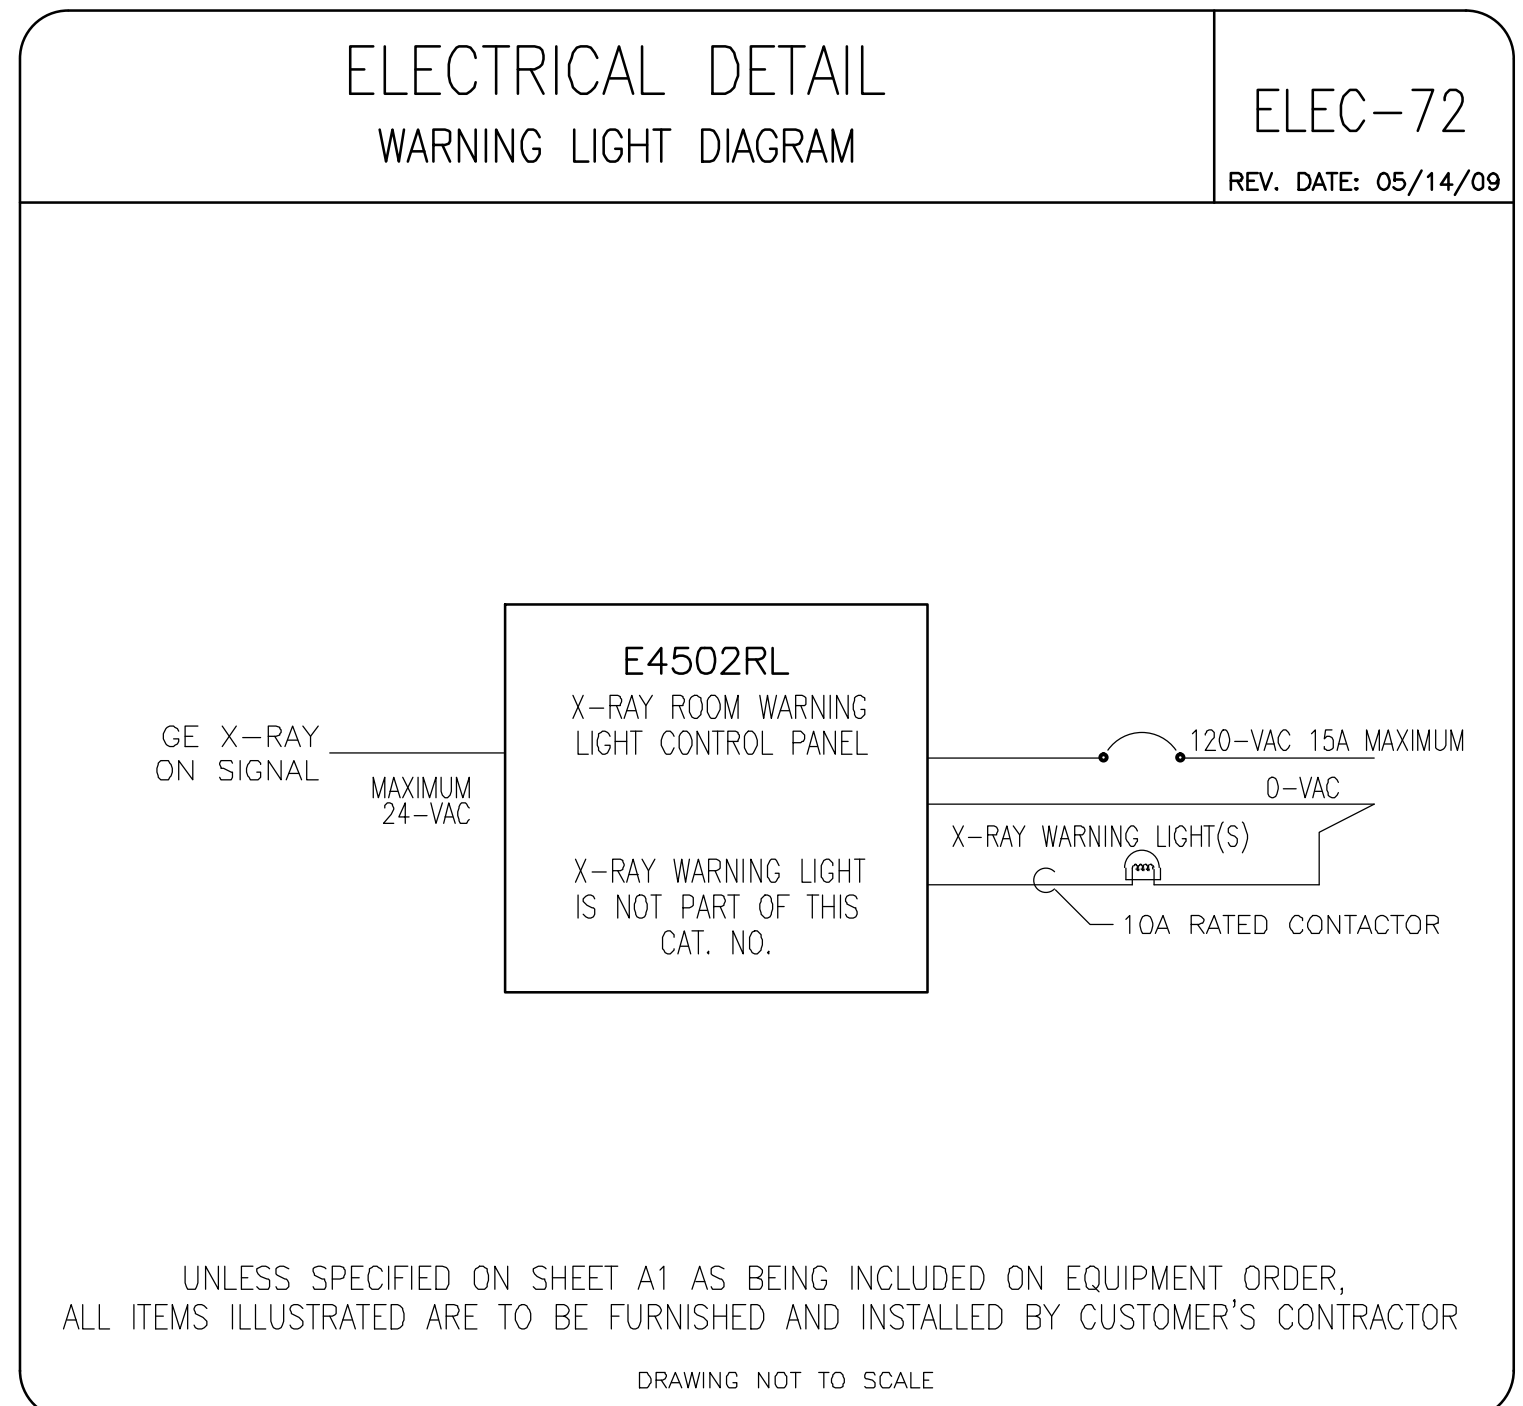 ELECTRICAL DETAIL
WARNING LIGHT DIAGRAM
ELEC-72
REV. DATE: 05/14/09
E4502RL
X-RAY ROOM WARNING
LIGHT CONTROL PANEL
GE X-RAY
ON SIGNAL
MAXIMUM
24-VAC
120-VAC 15A MAXIMUM
0-VAC
X-RAY WARNING LIGHT(S)
X-RAY WARNING LIGHT
IS NOT PART OF THIS
CAT. NO.
10A RATED CONTACTOR
UNLESS SPECIFIED ON SHEET A1 AS BEING INCLUDED ON EQUIPMENT ORDER,
ALL ITEMS ILLUSTRATED ARE TO BE FURNISHED AND INSTALLED BY CUSTOMER'S CONTRACTOR
DRAWING NOT TO SCALE